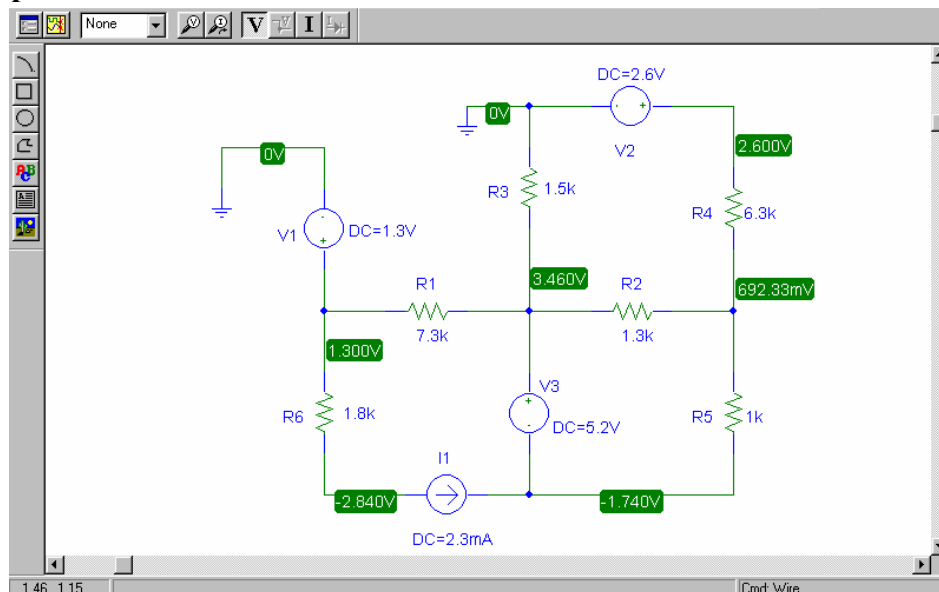 None V I
ABC
DC=2.6V
0V
V2
2.600V
0V
R3 1.5k
R4 6.3k
V1 DC=1.3V
3.460V
R1
R2
692.33mV
7.3k
1.3k
1.300V
V3
R6 1.8k
DC=5.2V
R5 1k
I1
-2.840V
-1.740V
DC=2.3mA
1.46, 1.15 Cmd: Wire